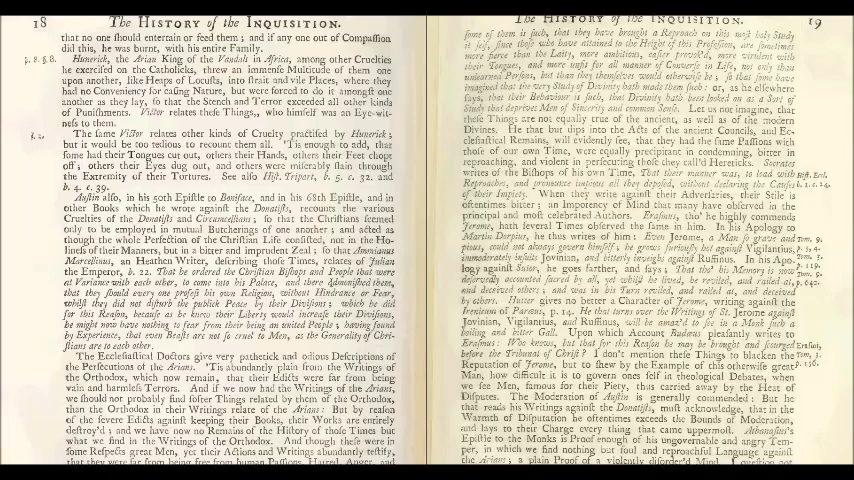 18 The HISTORY of the INQUISITION.
that no one should entertain or feed them; and if any one out of Compassion
did this, he was burnt, with his entire Family.
Hunerick, the Arian King of the Vandals in Africa, among other Cruelties
he exercised on the Catholicks, threw an immense Multitude of them one
upon another, like Heaps of Locusts, into strait and vile Places, where they
had no Conveniency for easing Nature, but were forced to do it amongst one
another as they lay, so that the Stench and Terror exceeded all other kinds
of Punishments. Victor relates these Things, who himself was an Eye-wit-
ness to them.
The same Victor relates other kinds of Cruelty practised by Hunerick;
but it would be too tedious to recount them all. 'Tis enough to add, that
some had their Tongues cut out, others their Hands, others their Feet chopt
off; others their Eyes dug out, and others were miserably slain through
the Extremity of their Tortures. See also Hist. Tripart, b. 5. c. 32. and
b. 4. c. 39.
Austin also, in his 50th Epistle to Boniface, and in his 68th Epistle, and in
other Books which he wrote against the Donatists, recounts the various
Cruelties of the Donatists and Circumcellians; so that the Christians seemed
only to be employed in mutual Butcherings of one another; and acted as
though the whole Perfection of the Christian Life consisted, not in the Ho-
liness of their Manners, but in a bitter and imprudent Zeal; so that Ammianus
Marcellinus, an Heathen Writer, describing those Times, relates of Julian
the Emperor, b. 22. That he ordered the Christian Bishops and People that were
at Variance with each other, to come into his Palace, and there admonished them,
that they should every one profess his own Religion, without Hindrance or Fear,
whilst they did not disturb the publick Peace by their Divisions; which he did
for this Reason, because as he knew their Liberty would increase their Divisions,
he might now have nothing to fear from their being an united People; having found
by Experience, that even Beasts are not so cruel to Men, as the Generality of Chri-
stians are to each other.
The Ecclesiastical Doctors give very pathetick and odious Descriptions of
the Persecutions of the Arians. 'Tis abundantly plain from the Writings of
the Orthodox, which now remain, that their Edicts were far from being
vain and harmless Terrors. And if we now had the Writings of the Arians,
we should not probably find softer Things related by them of the Orthodox,
than the Orthodox in their Writings relate of the Arians: But by reason
of the severe Edicts against keeping their Books, their Works are entirely
destroy'd; and we have now no Remains of the History of those Times but
what we find in the Writings of the Orthodox. And though these were in
some Respects great Men, yet their Actions and Writings abundantly testify,
that they were far from being free from human Passions, Hatred, Anger, and
The HISTORY of the INQUISITION. 19
some of them is such, that they have brought a Reproach on this most holy Study
it self, since those who have attained to the Height of this Profession, are sometimes
more fierce than the Laity, more ambitious, easier provok'd, more virulent with
their Tongues, and more unfit for all manner of Converse in Life, not only than
unlearned Persons, but than they themselves would otherwise be; so that some have
imagined that the very Study of Divinity hath made them such: or, as he elsewhere
says, that their Behaviour is such, that Divinity hath been looked on as a Sort of
Study that deprives Men of Sincerity and common Sense. Let us not imagine, that
these Things are not equally true of the ancient, as well as of the modern
Divines. He that but dips into the Acts of the ancient Councils, and Ec-
clesiastical Remains, will evidently see, that they had the same Passions with
those of our own Time, were equally precipitant in condemning, bitter in
reproaching, and violent in persecuting those they call'd Hereticks. Socrates
writes of the Bishops of his own Time, That their manner was, to load with Hist. Eccl.
Reproaches, and pronounce impious all they deposed, without declaring the Causes
of their Impiety. When they write against their Adversaries, their Stile is
oftentimes bitter; an Impotency of Mind that many have observed in the
principal and most celebrated Authors. Erasmus, tho' he highly commends
Jerome, hath several Times observed the same in him. In his Apology to
Martin Dorpius, he thus writes of him: Even Jerome, a Man so grave and Tom. 9.
pious, could not always govern himself; he grows furiously hot against Vigilantius,
immoderately insults Jovinian, and bitterly inveighs against Ruffinus. In his Apo-
logy against Sutor, he goes farther, and says; That tho' his Memory is now
deservedly accounted sacred by all, yet whilst he lived, he reviled, and railed at, p. 642.
and deceived others; and was in his Turn reviled, and railed at, and deceived
by others. Hutter gives no better a Character of Jerome, writing against the
Irenicum of Paraeus, p. 14. He that turns over the Writings of St. Jerome against
Jovinian, Vigilantius, and Ruffinus, will be amaz'd to see in a Monk such a
boiling and bitter Gall. Upon which Account Budaeus pleasantly writes to
Erasmus: Who knows, but that for this Reason he may be brought and scourged
before the Tribunal of Christ? I don't mention these Things to blacken the Tom. 3.
Reputation of Jerome, but to shew by the Example of this otherwise great p. 156.
Man, how difficult it is to govern ones self in theological Debates, when
we see Men, famous for their Piety, thus carried away by the Heat of
Disputes. The Moderation of Austin is generally commended: But he
that reads his Writings against the Donatists, must acknowledge, that in the
Warmth of Disputation he oftentimes exceeds the Bounds of Moderation,
and lays to their Charge every thing that came uppermost. Athanasius's
Epistle to the Monks is Proof enough of his ungovernable and angry Tem-
per, in which we find nothing but foul and reproachful Language against
the Arians; a plain Proof of a violently disorder'd Mind. I question not